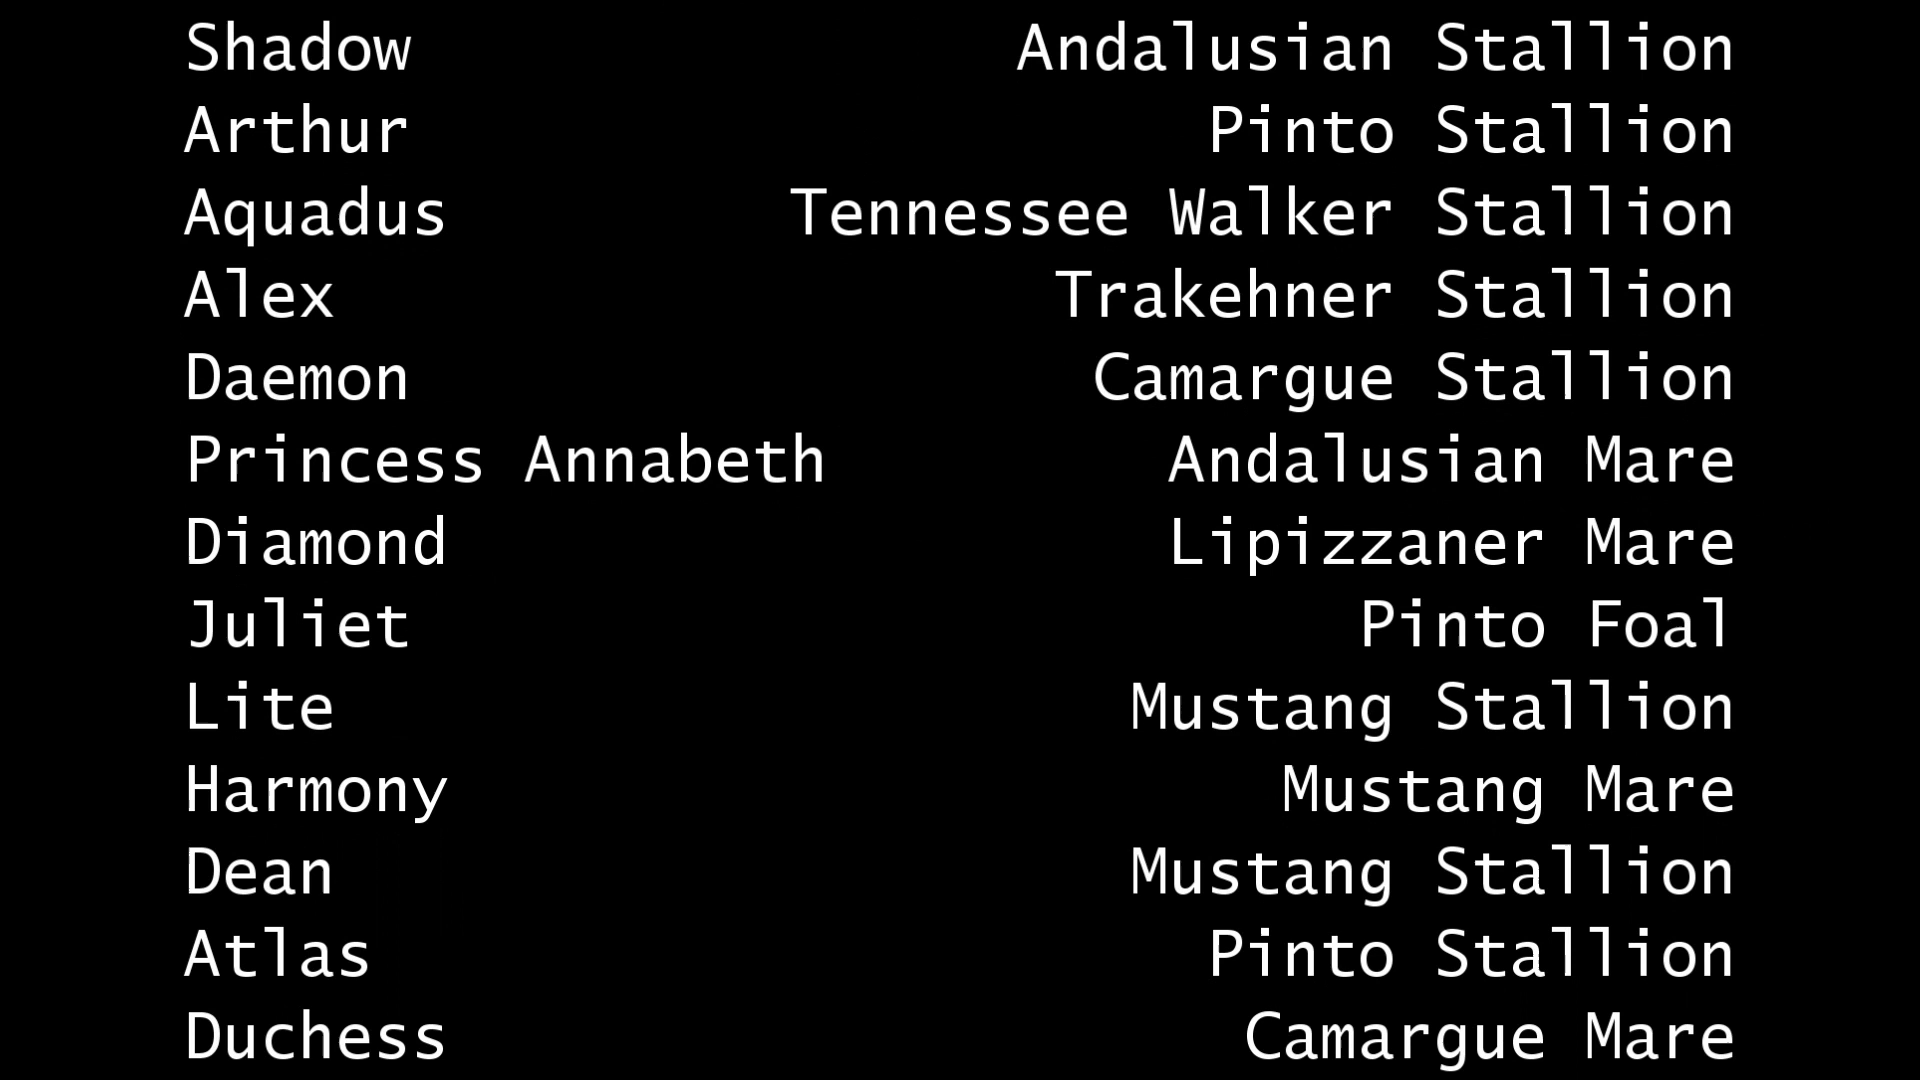 Shadow Andalusian Stallion
Arthur Pinto Stallion
Aquadus Tennessee Walker Stallion
Alex Trakehner Stallion
Daemon Camargue Stallion
Princess Annabeth Andalusian Mare
Diamond Lipizzaner Mare
Juliet Pinto Foal
Lite Mustang Stallion
Harmony Mustang Mare
Dean Mustang Stallion
Atlas Pinto Stallion
Duchess Camargue Mare